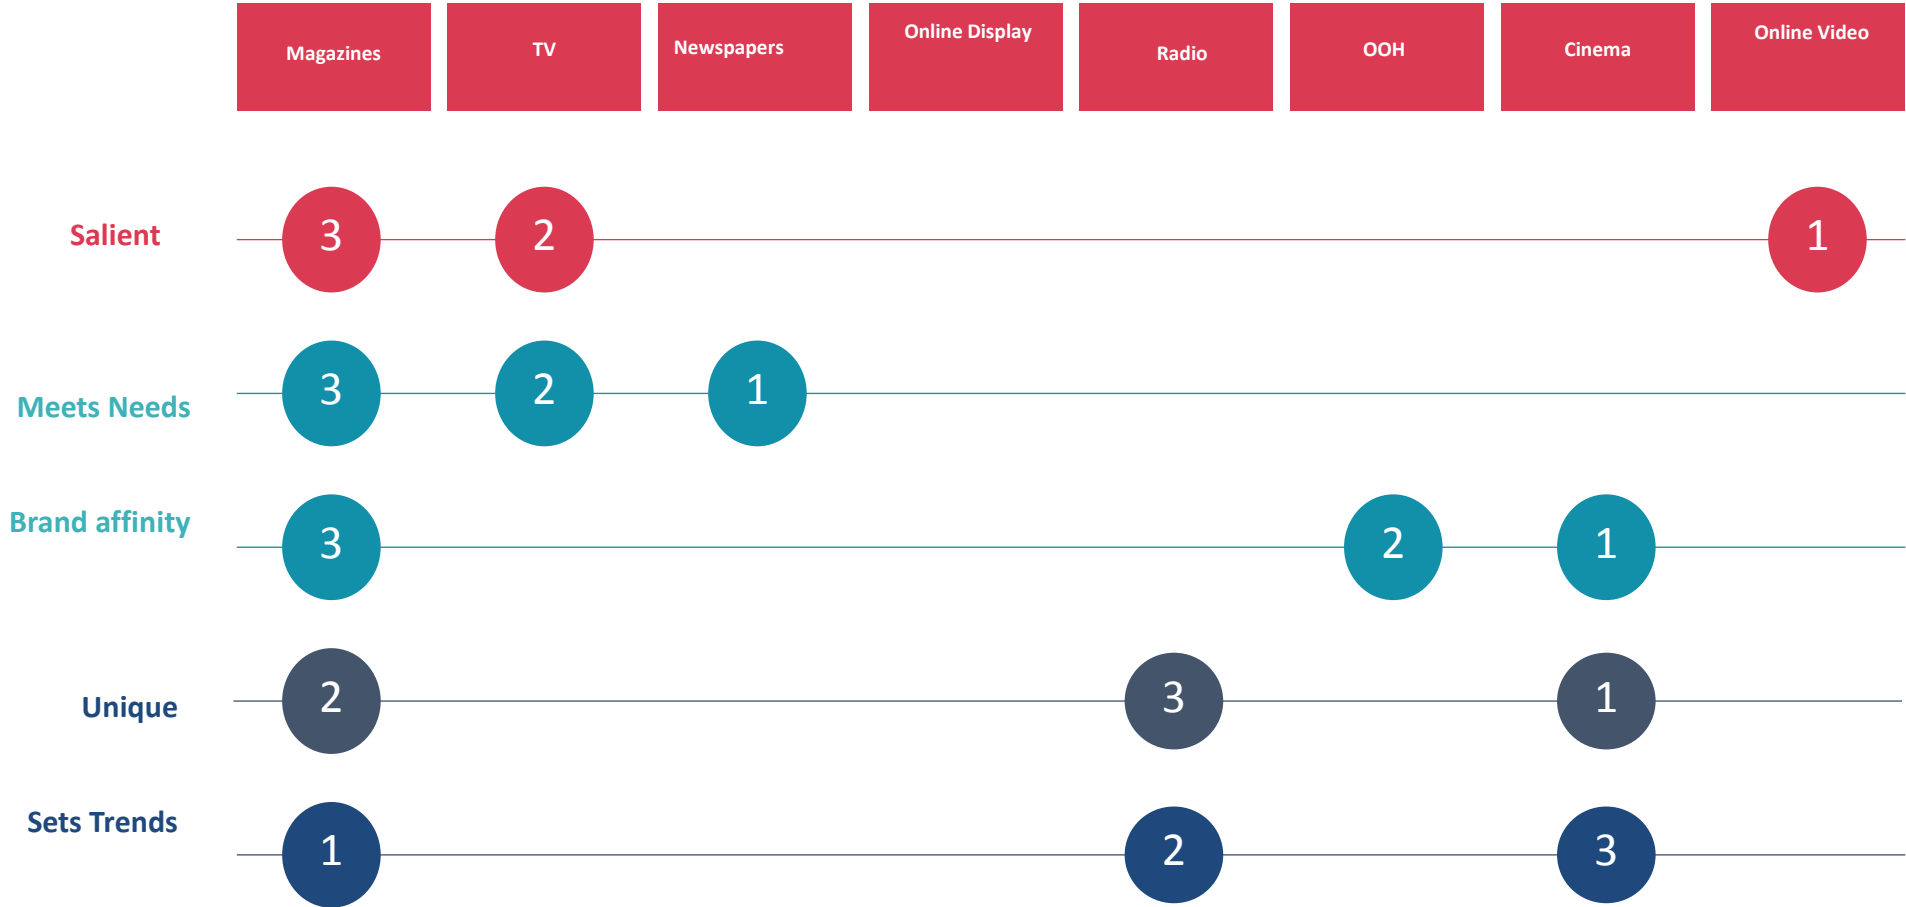 Magazines TV Newspapers Online Display Radio OOH Cinema Online Video
Salient 3 2 1
Meets Needs 3 2 1
Brand affinity 3 2 1
Unique 2 3 1
Sets Trends 1 2 3